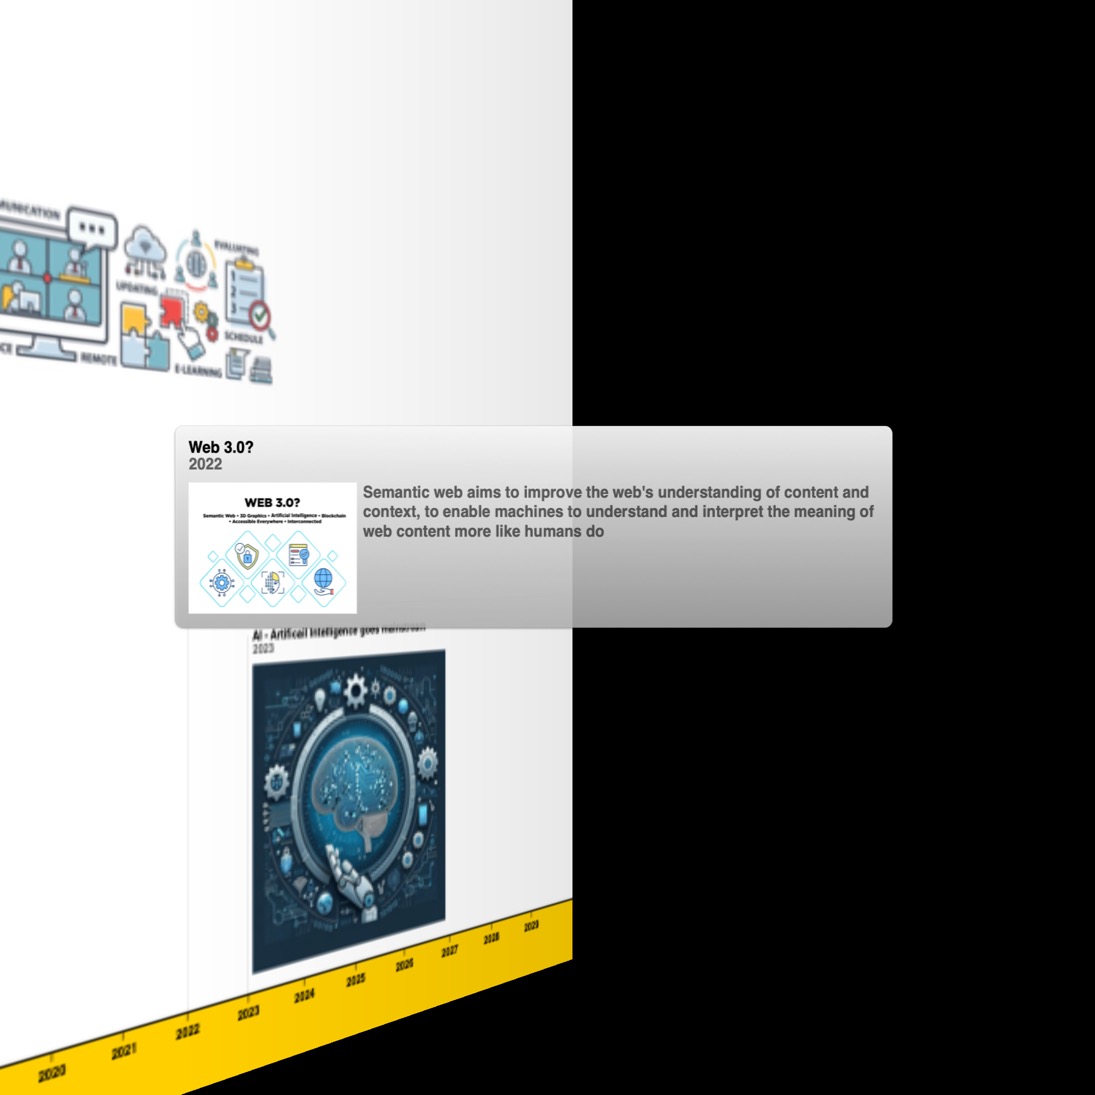 MUNICATION
EVALUATING
UPDATING
1
2
3
SCHEDULE
CE
REMOTE
E-LEARNING
Web 3.0?
2022
WEB 3.0?
Semantic Web • 3D Graphics • Artificial Intelligence • Blockchain
• Accessible Everywhere • Interconnected
Semantic web aims to improve the web's understanding of content and
context, to enable machines to understand and interpret the meaning of
web content more like humans do
AI - Artificail Intelligence goes mainstream
2023
2020
2021
2022
2023
2024
2025
2026
2027
2028
2029